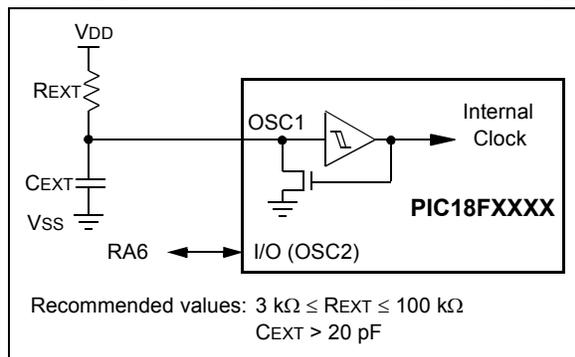 VDD
REXT
OSC1
Internal
Clock
CEXT
PIC18FXXXX
VSS
RA6
I/O (OSC2)
Recommended values: 3 kΩ ≤ REXT ≤ 100 kΩ
CEXT > 20 pF